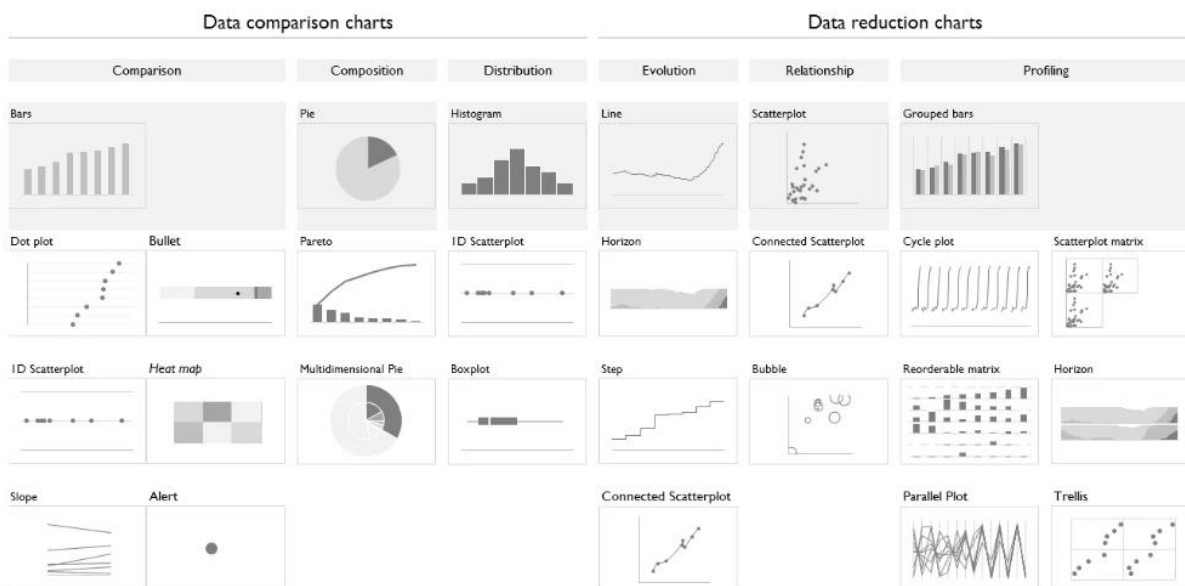 Data comparison charts Data reduction charts
Comparison Composition Distribution Evolution Relationship Profiling
Bars Pie Histogram Line Scatterplot Grouped bars
Dot plot Bullet Pareto 1D Scatterplot Horizon Connected Scatterplot Cycle plot Scatterplot matrix
1D Scatterplot Heat map Multidimensional Pie Boxplot Step Bubble Reorderable matrix Horizon
Slope Alert Connected Scatterplot Parallel Plot Trellis